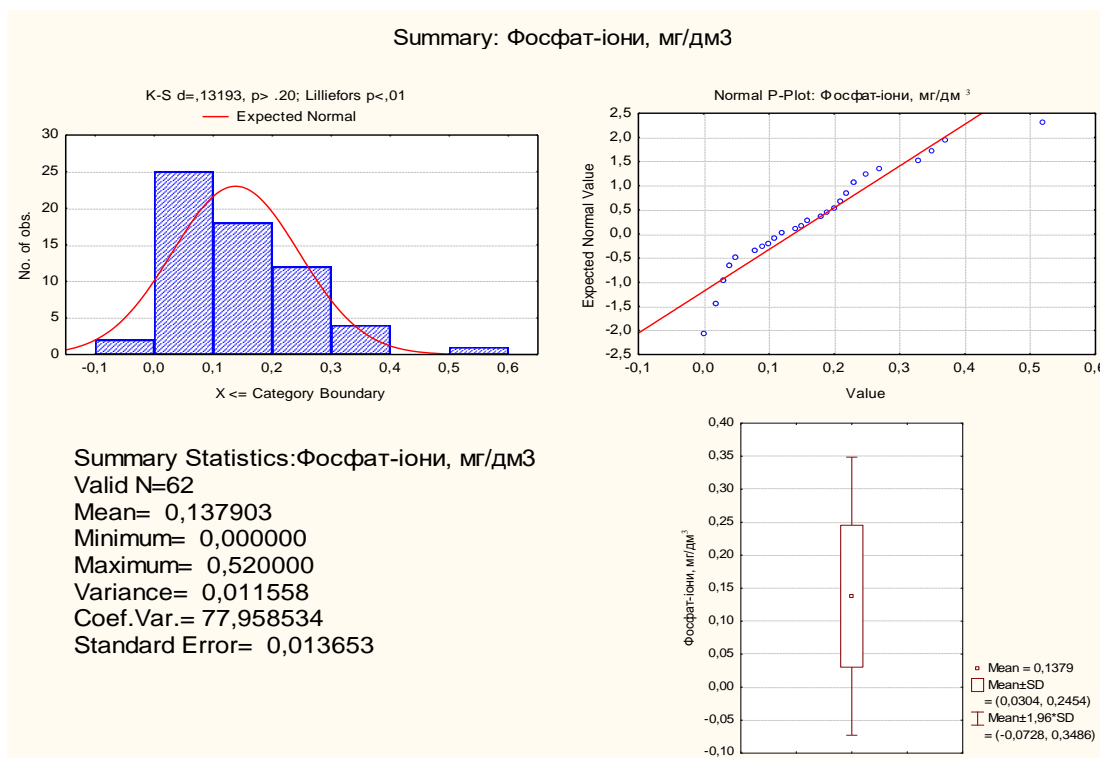 Summary: Фосфат-іони, мг/дм3
K-S d=,13193, p> .20; Lilliefors p<,01
Expected Normal
30
25
20
15
10
5
0
No. of obs.
-0,1 0,0 0,1 0,2 0,3 0,4 0,5 0,6
X <= Category Boundary
Normal P-Plot: Фосфат-іони, мг/дм ³
2,5
2,0
1,5
1,0
0,5
0,0
-0,5
-1,0
-1,5
-2,0
-2,5
Expected Normal Value
-0,1 0,0 0,1 0,2 0,3 0,4 0,5 0,6
Value
Summary Statistics:Фосфат-іони, мг/дм3
Valid N=62
Mean= 0,137903
Minimum= 0,000000
Maximum= 0,520000
Variance= 0,011558
Coef.Var.= 77,958534
Standard Error= 0,013653
0,40
0,35
0,30
0,25
0,20
0,15
0,10
0,05
0,00
-0,05
-0,10
Фосфат-іони, мг/дм³
Mean = 0,1379
Mean±SD
= (0,0304, 0,2454)
Mean±1,96*SD
= (-0,0728, 0,3486)